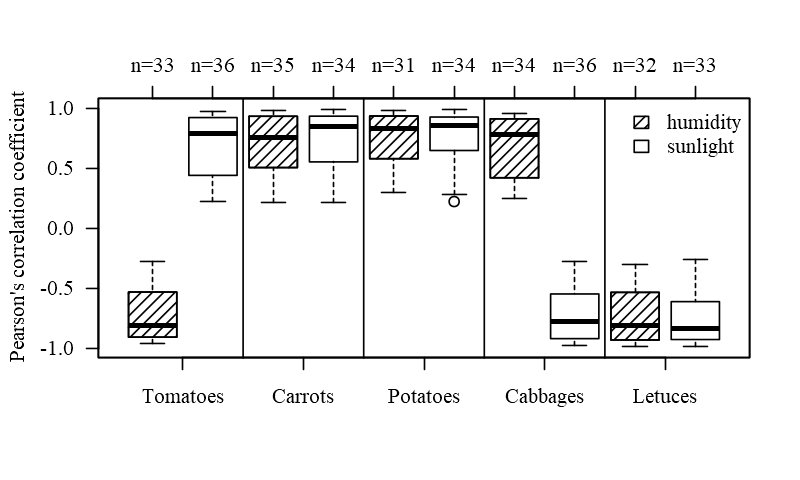 n=33 n=36 n=35 n=34 n=31 n=34 n=34 n=36 n=32 n=33
Pearson's correlation coefficient
1.0
0.5
0.0
-0.5
-1.0
humidity
sunlight
Tomatoes Carrots Potatoes Cabbages Letuces